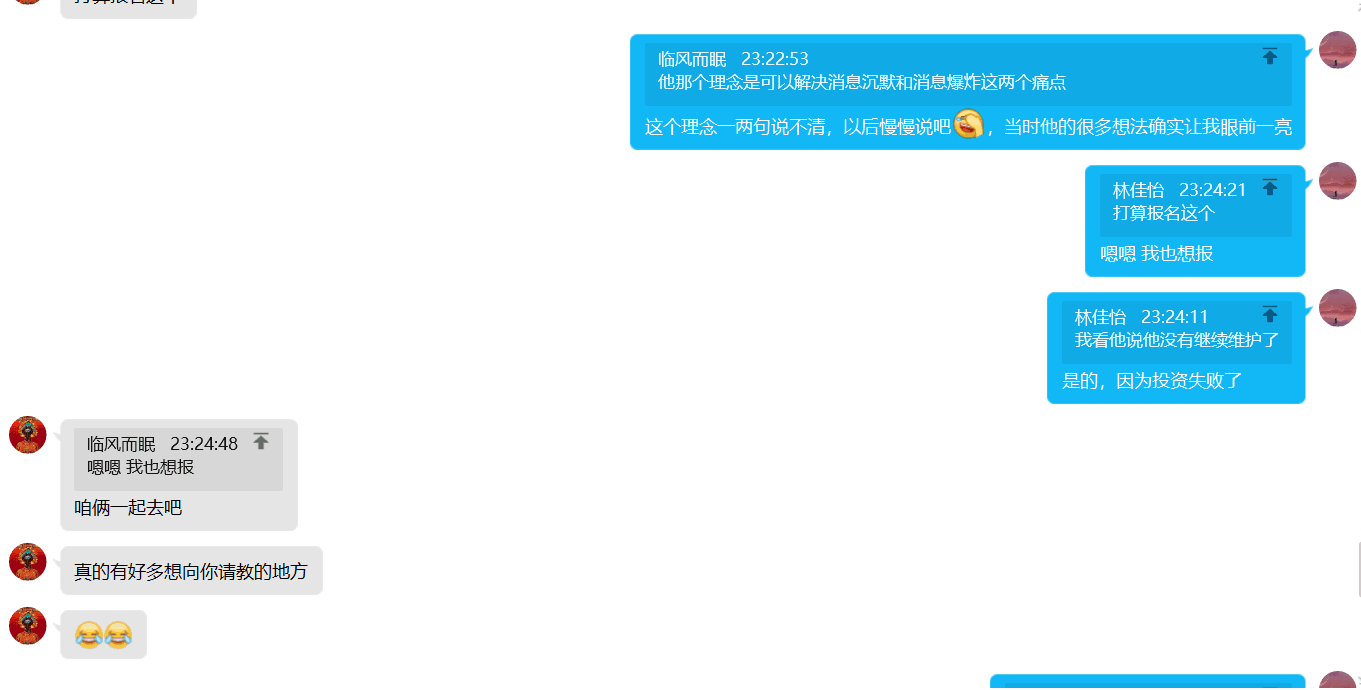 打算报名这个
临风而眠 23:22:53
他那个理念是可以解决消息沉默和消息爆炸这两个痛点
这个理念一两句说不清，以后慢慢说吧，当时他的很多想法确实让我眼前一亮
林佳怡 23:24:21
打算报名这个
嗯嗯 我也想报
林佳怡 23:24:11
我看他说他没有继续维护了
是的，因为投资失败了
临风而眠 23:24:48
嗯嗯 我也想报
咱俩一起去吧
真的有好多想向你请教的地方